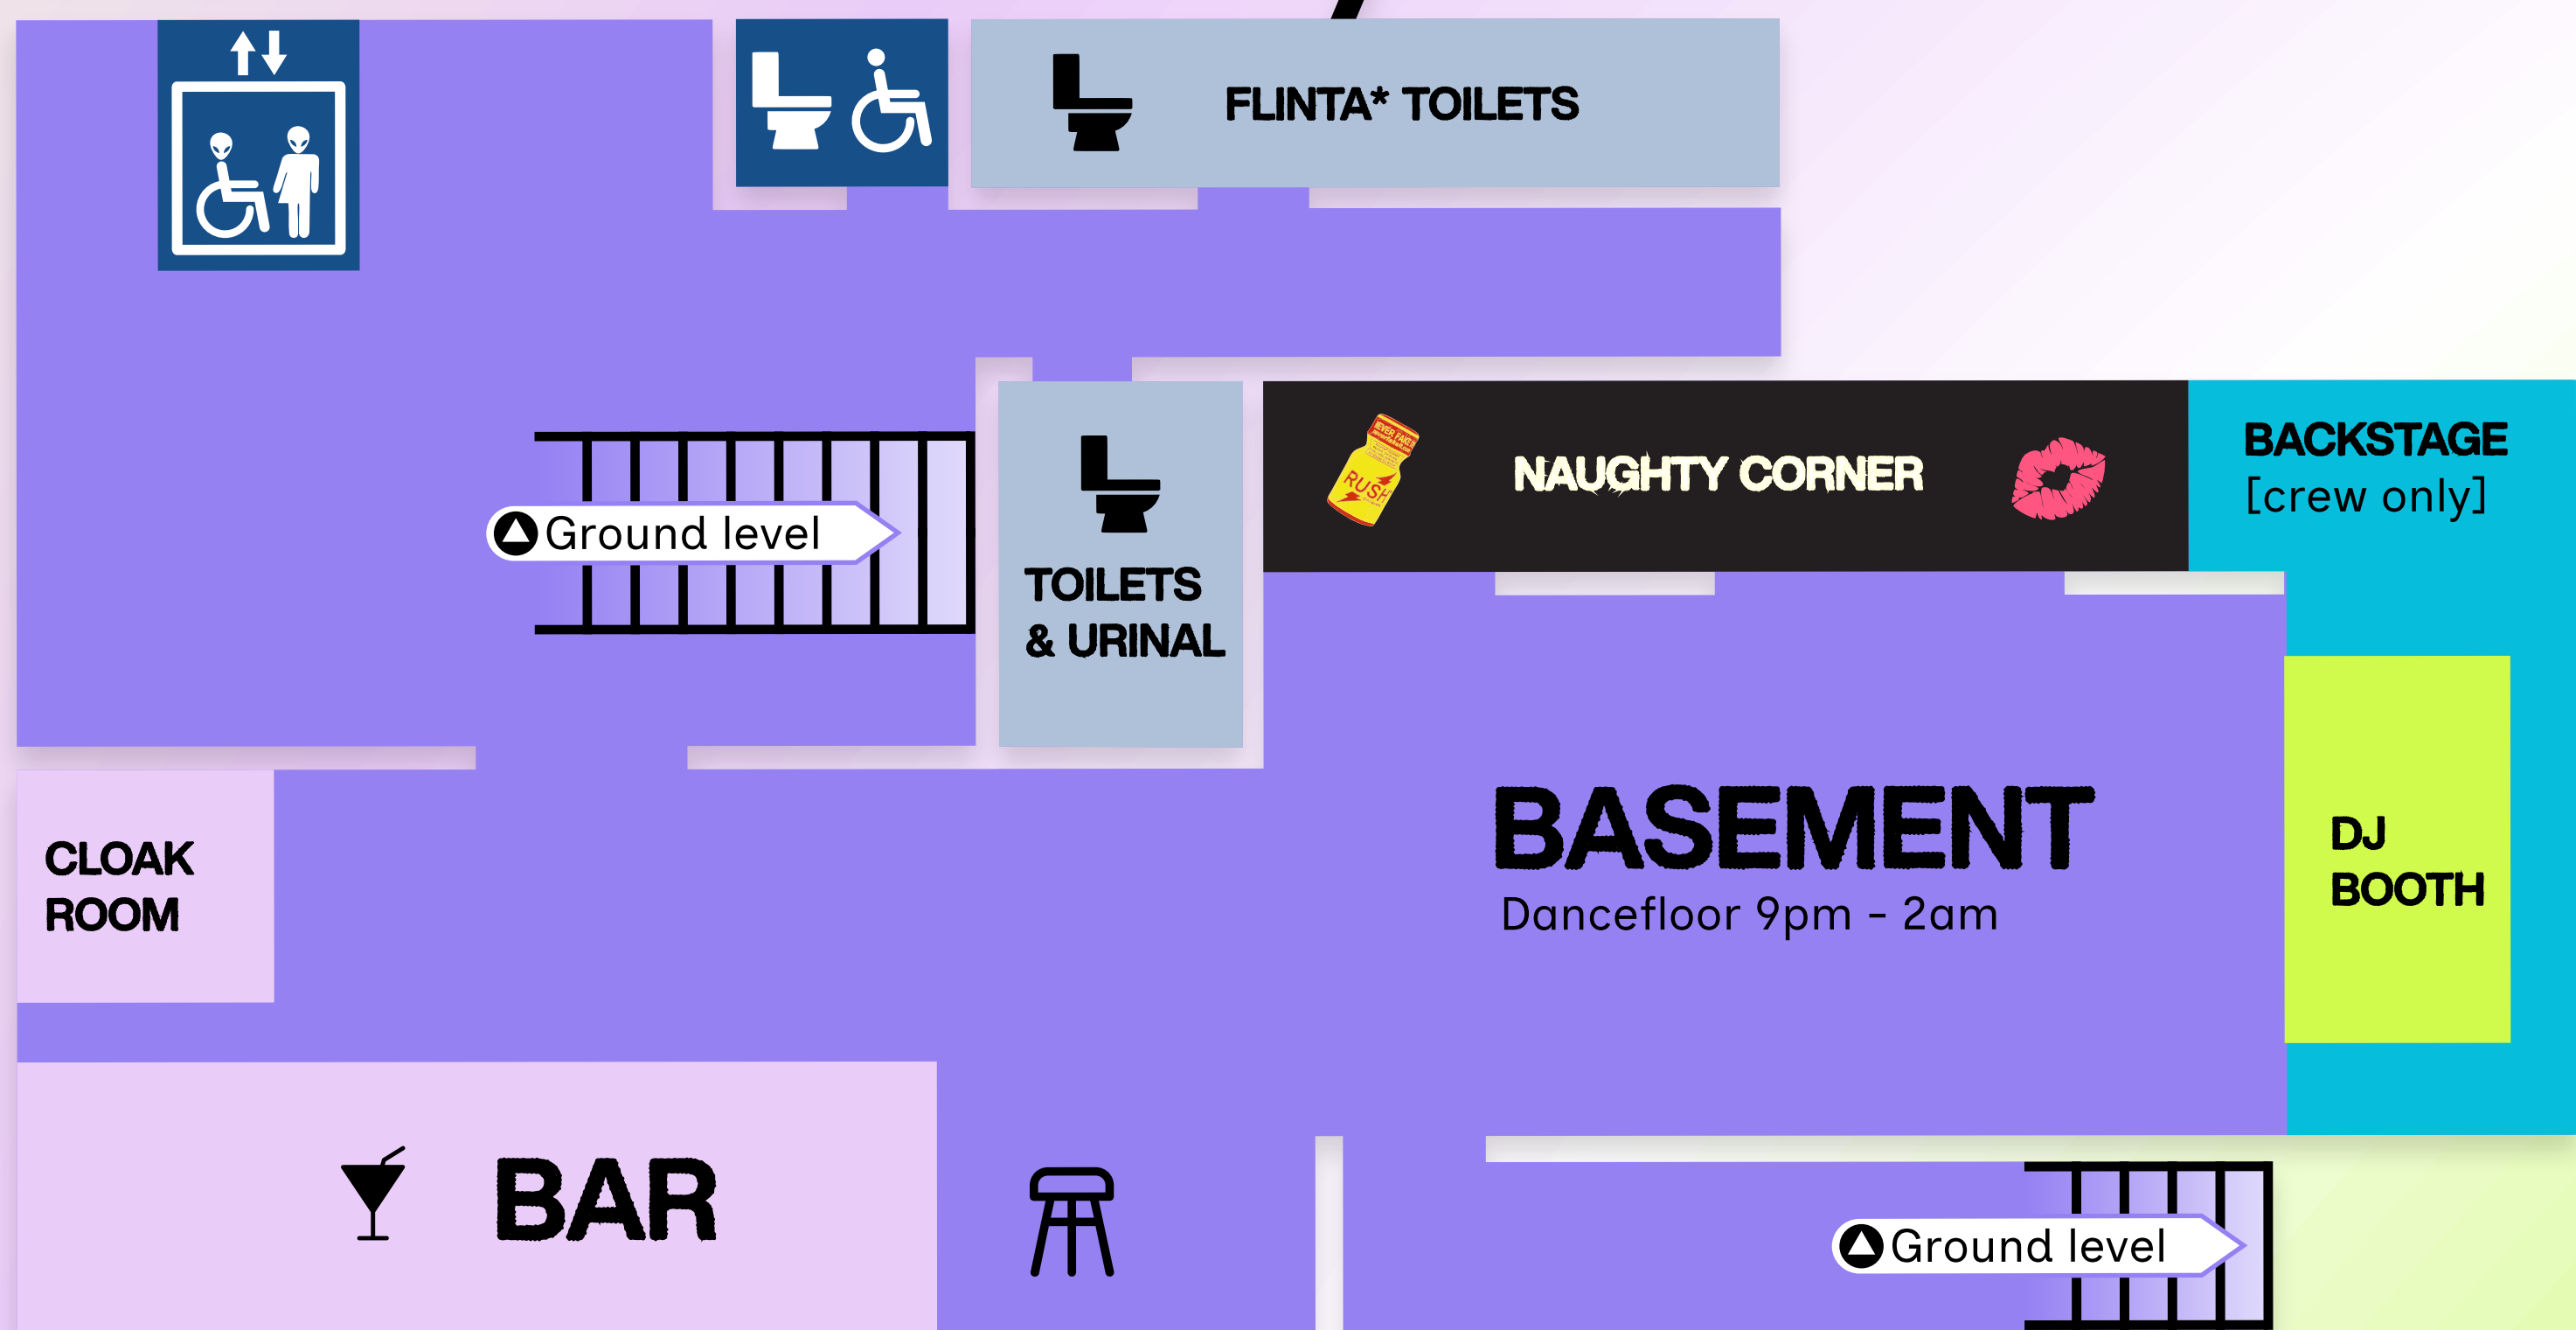 FLINTA* TOILETS
RUSH
NAUGHTY CORNER
BACKSTAGE
[crew only]
Ground level
TOILETS
& URINAL
BASEMENT
Dancefloor 9pm - 2am
DJ
BOOTH
CLOAK
ROOM
BAR
Ground level